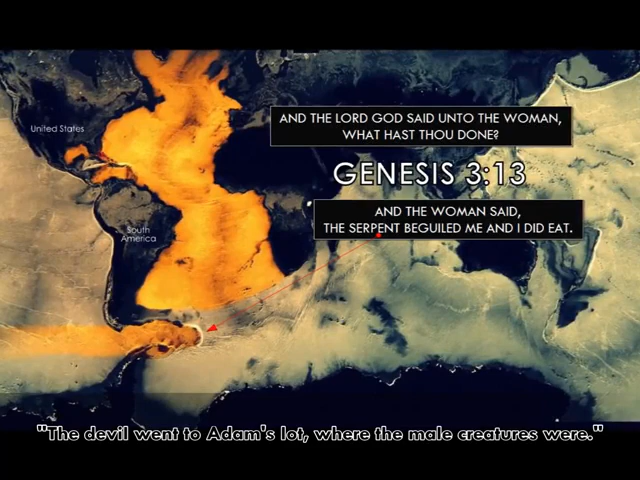 AND THE LORD GOD SAID UNTO THE WOMAN,
WHAT HAST THOU DONE?
United States
GENESIS 3:13
AND THE WOMAN SAID,
THE SERPENT BEGUILED ME AND I DID EAT.
South
America
"The devil went to Adam's lot, where the male creatures were."